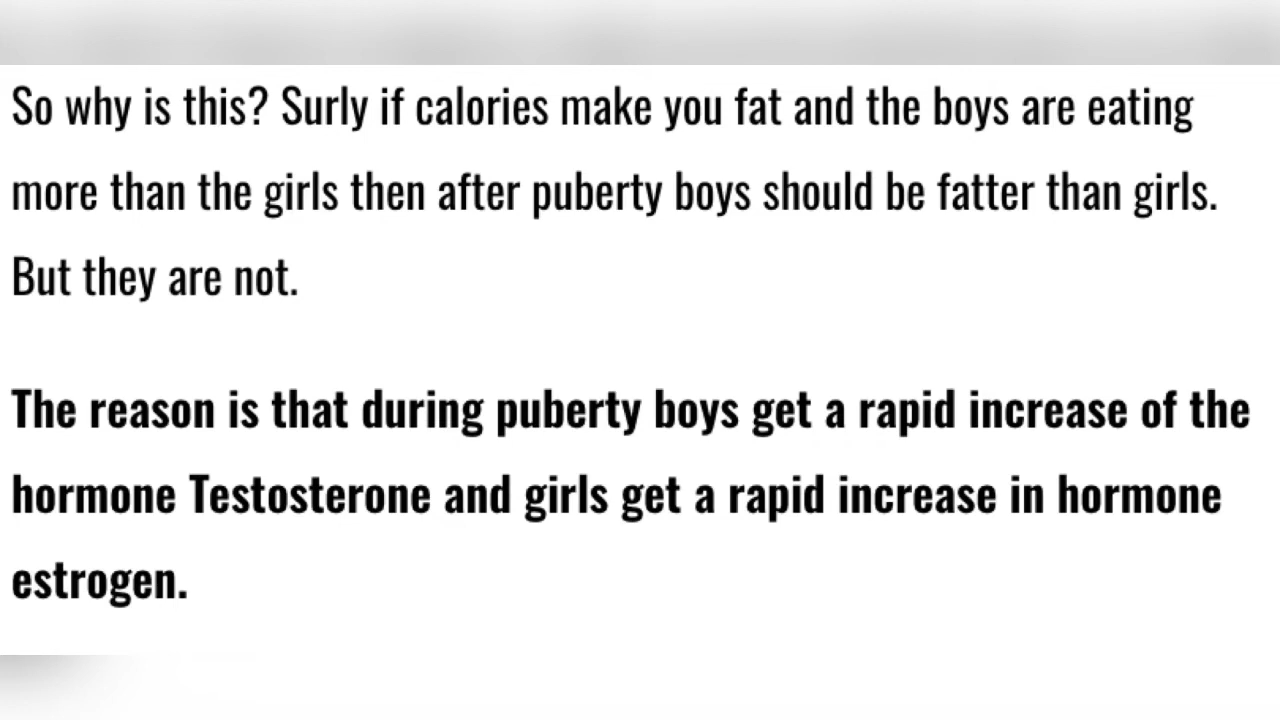 So why is this? Surly if calories make you fat and the boys are eating
more than the girls then after puberty boys should be fatter than girls.
But they are not.
The reason is that during puberty boys get a rapid increase of the
hormone Testosterone and girls get a rapid increase in hormone
estrogen.